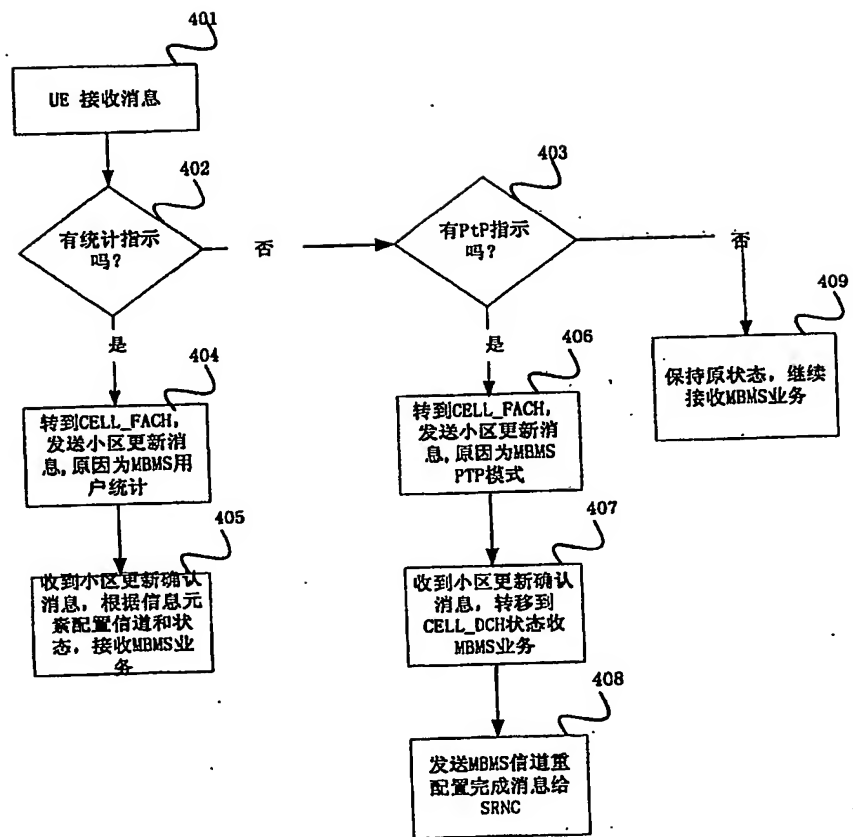 401
UE 接收消息
402
有统计指示
吗?
否
403
有PtP指示
吗?
否
409
保持原状态, 继续
接收MBMS业务
是
404
转到CELL_FACH,
发送小区更新消
息, 原因为MBMS用
户统计
405
收到小区更新确认
消息, 根据信息元
素配置信道和状
态, 接收MBMS业
务
是
406
转到CELL_FACH,
发送小区更新消
息, 原因为MBMS
PTP模式
407
收到小区更新确认
消息, 转移到
CELL_DCH状态收
MBMS业务
408
发送MBMS信道重
配置完成消息给
SRNC